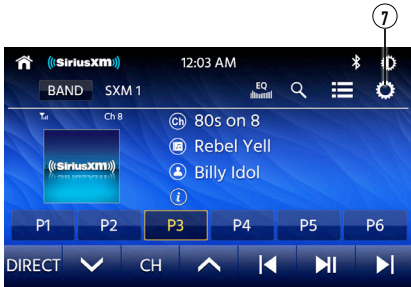 7
((SiriusXM)) 12:03 AM
BAND SXM 1 EQ
Ch 8
Ch 80s on 8
Rebel Yell
((SiriusXM))
Billy Idol
i
P1 P2 P3 P4 P5 P6
DIRECT CH